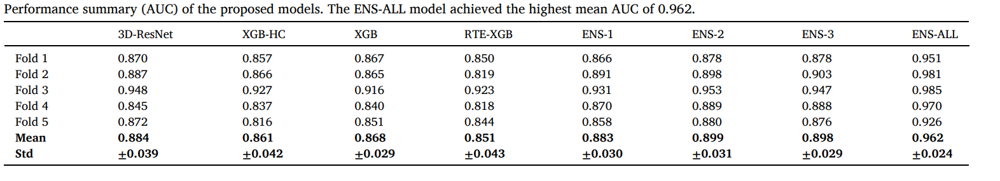 Performance summary (AUC) of the proposed models. The ENS-ALL model achieved the highest mean AUC of 0.962.
3D-ResNet XGB-HC XGB RTE-XGB ENS-1 ENS-2 ENS-3 ENS-ALL
Fold 1 0.870 0.857 0.867 0.850 0.866 0.878 0.878 0.951
Fold 2 0.887 0.866 0.865 0.819 0.891 0.898 0.903 0.981
Fold 3 0.948 0.927 0.916 0.923 0.931 0.953 0.947 0.985
Fold 4 0.845 0.837 0.840 0.818 0.870 0.889 0.888 0.970
Fold 5 0.872 0.816 0.851 0.844 0.858 0.880 0.876 0.926
Mean 0.884 0.861 0.868 0.851 0.883 0.899 0.898 0.962
Std ±0.039 ±0.042 ±0.029 ±0.043 ±0.030 ±0.031 ±0.029 ±0.024